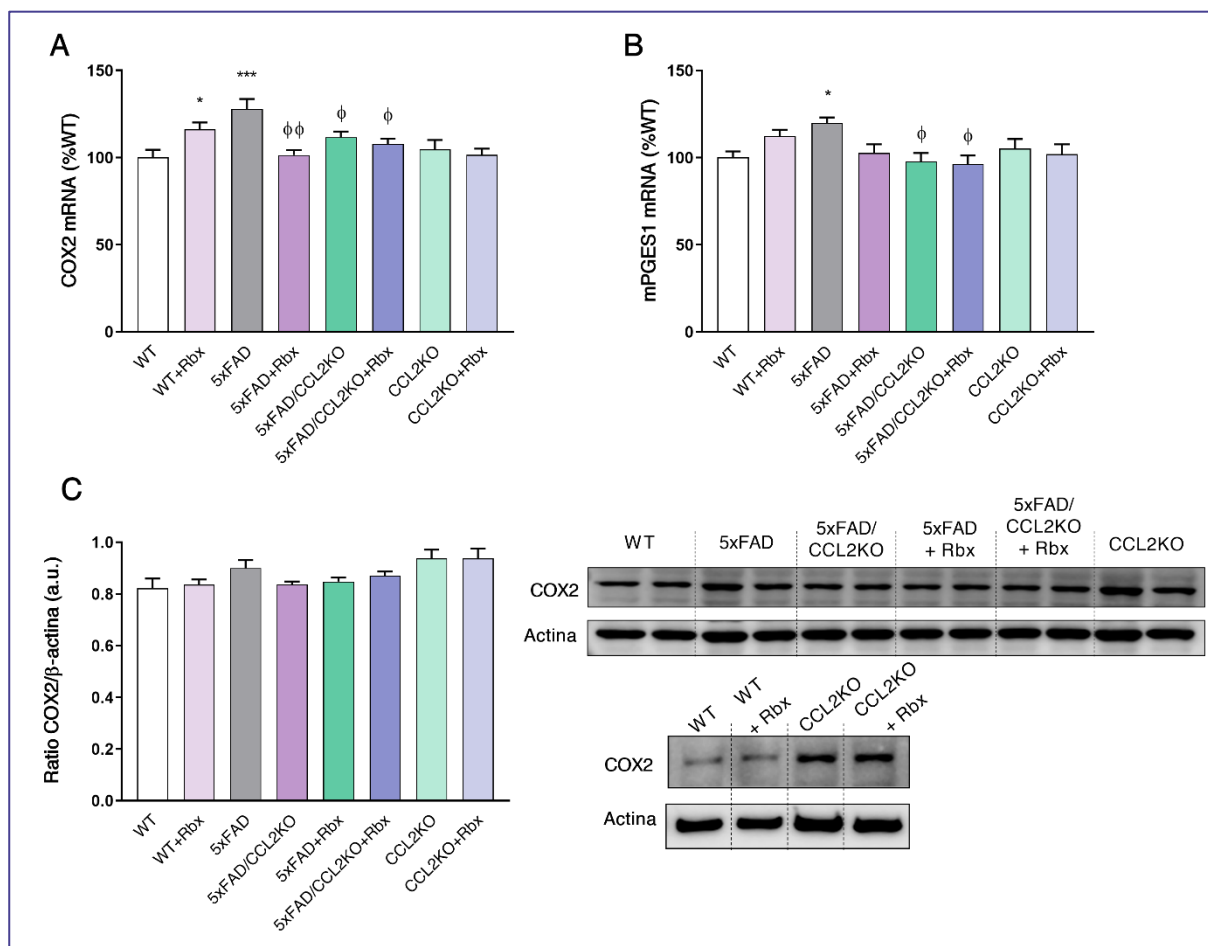 A
COX2 mRNA (%WT)
150
100
50
0
*
***
ϕϕ
ϕ
ϕ
WT
WT+Rbx
5xFAD
5xFAD+Rbx
5xFAD/CCL2KO
5xFAD/CCL2KO+Rbx
CCL2KO
CCL2KO+Rbx
B
mPGES1 mRNA (%WT)
150
100
50
0
*
ϕ
ϕ
WT
WT+Rbx
5xFAD
5xFAD+Rbx
5xFAD/CCL2KO
5xFAD/CCL2KO+Rbx
CCL2KO
CCL2KO+Rbx
C
Ratio COX2/β-actina (a.u.)
1.0
0.8
0.6
0.4
0.2
0.0
WT
WT+Rbx
5xFAD
5xFAD/CCL2KO
5xFAD+Rbx
5xFAD/CCL2KO+Rbx
CCL2KO
CCL2KO+Rbx
WT
5xFAD
5xFAD/
CCL2KO
5xFAD
+ Rbx
5xFAD/
CCL2KO
+ Rbx
CCL2KO
COX2
Actina
WT
WT
+ Rbx
CCL2KO
CCL2KO
+ Rbx
COX2
Actina